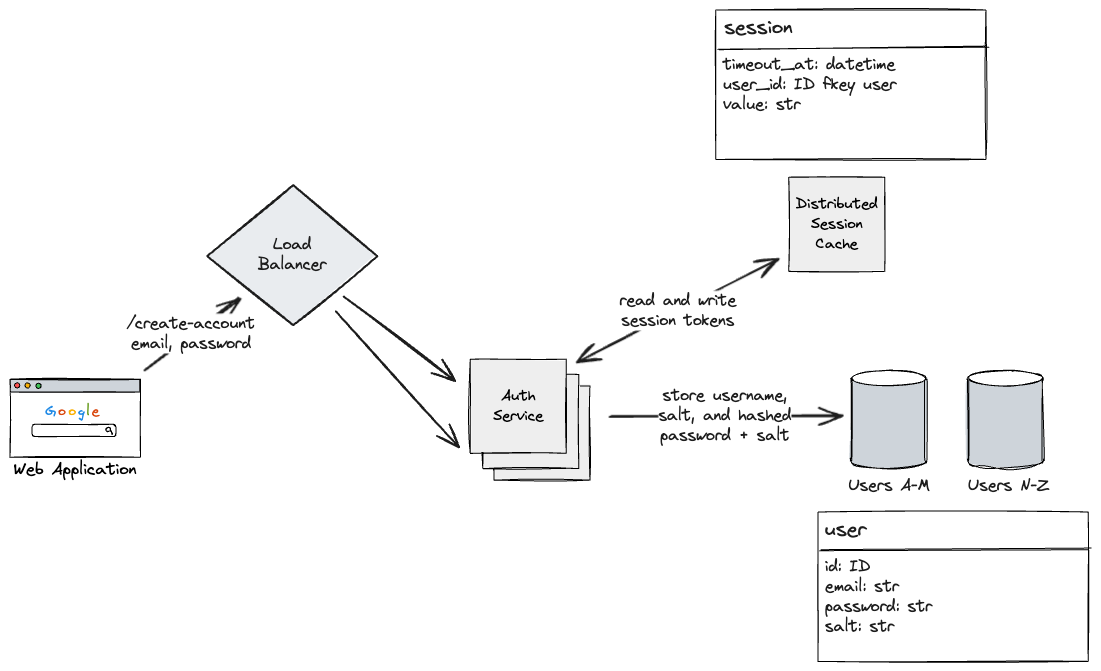 session
timeout_at: datetime
user_id: ID fkey user
value: str
Distributed
Session
Cache
Load
Balancer
read and write
session tokens
/create-account
email, password
Google
Web Application
Auth
Service
store username,
salt, and hashed
password + salt
Users A-M
Users N-Z
user
id: ID
email: str
password: str
salt: str